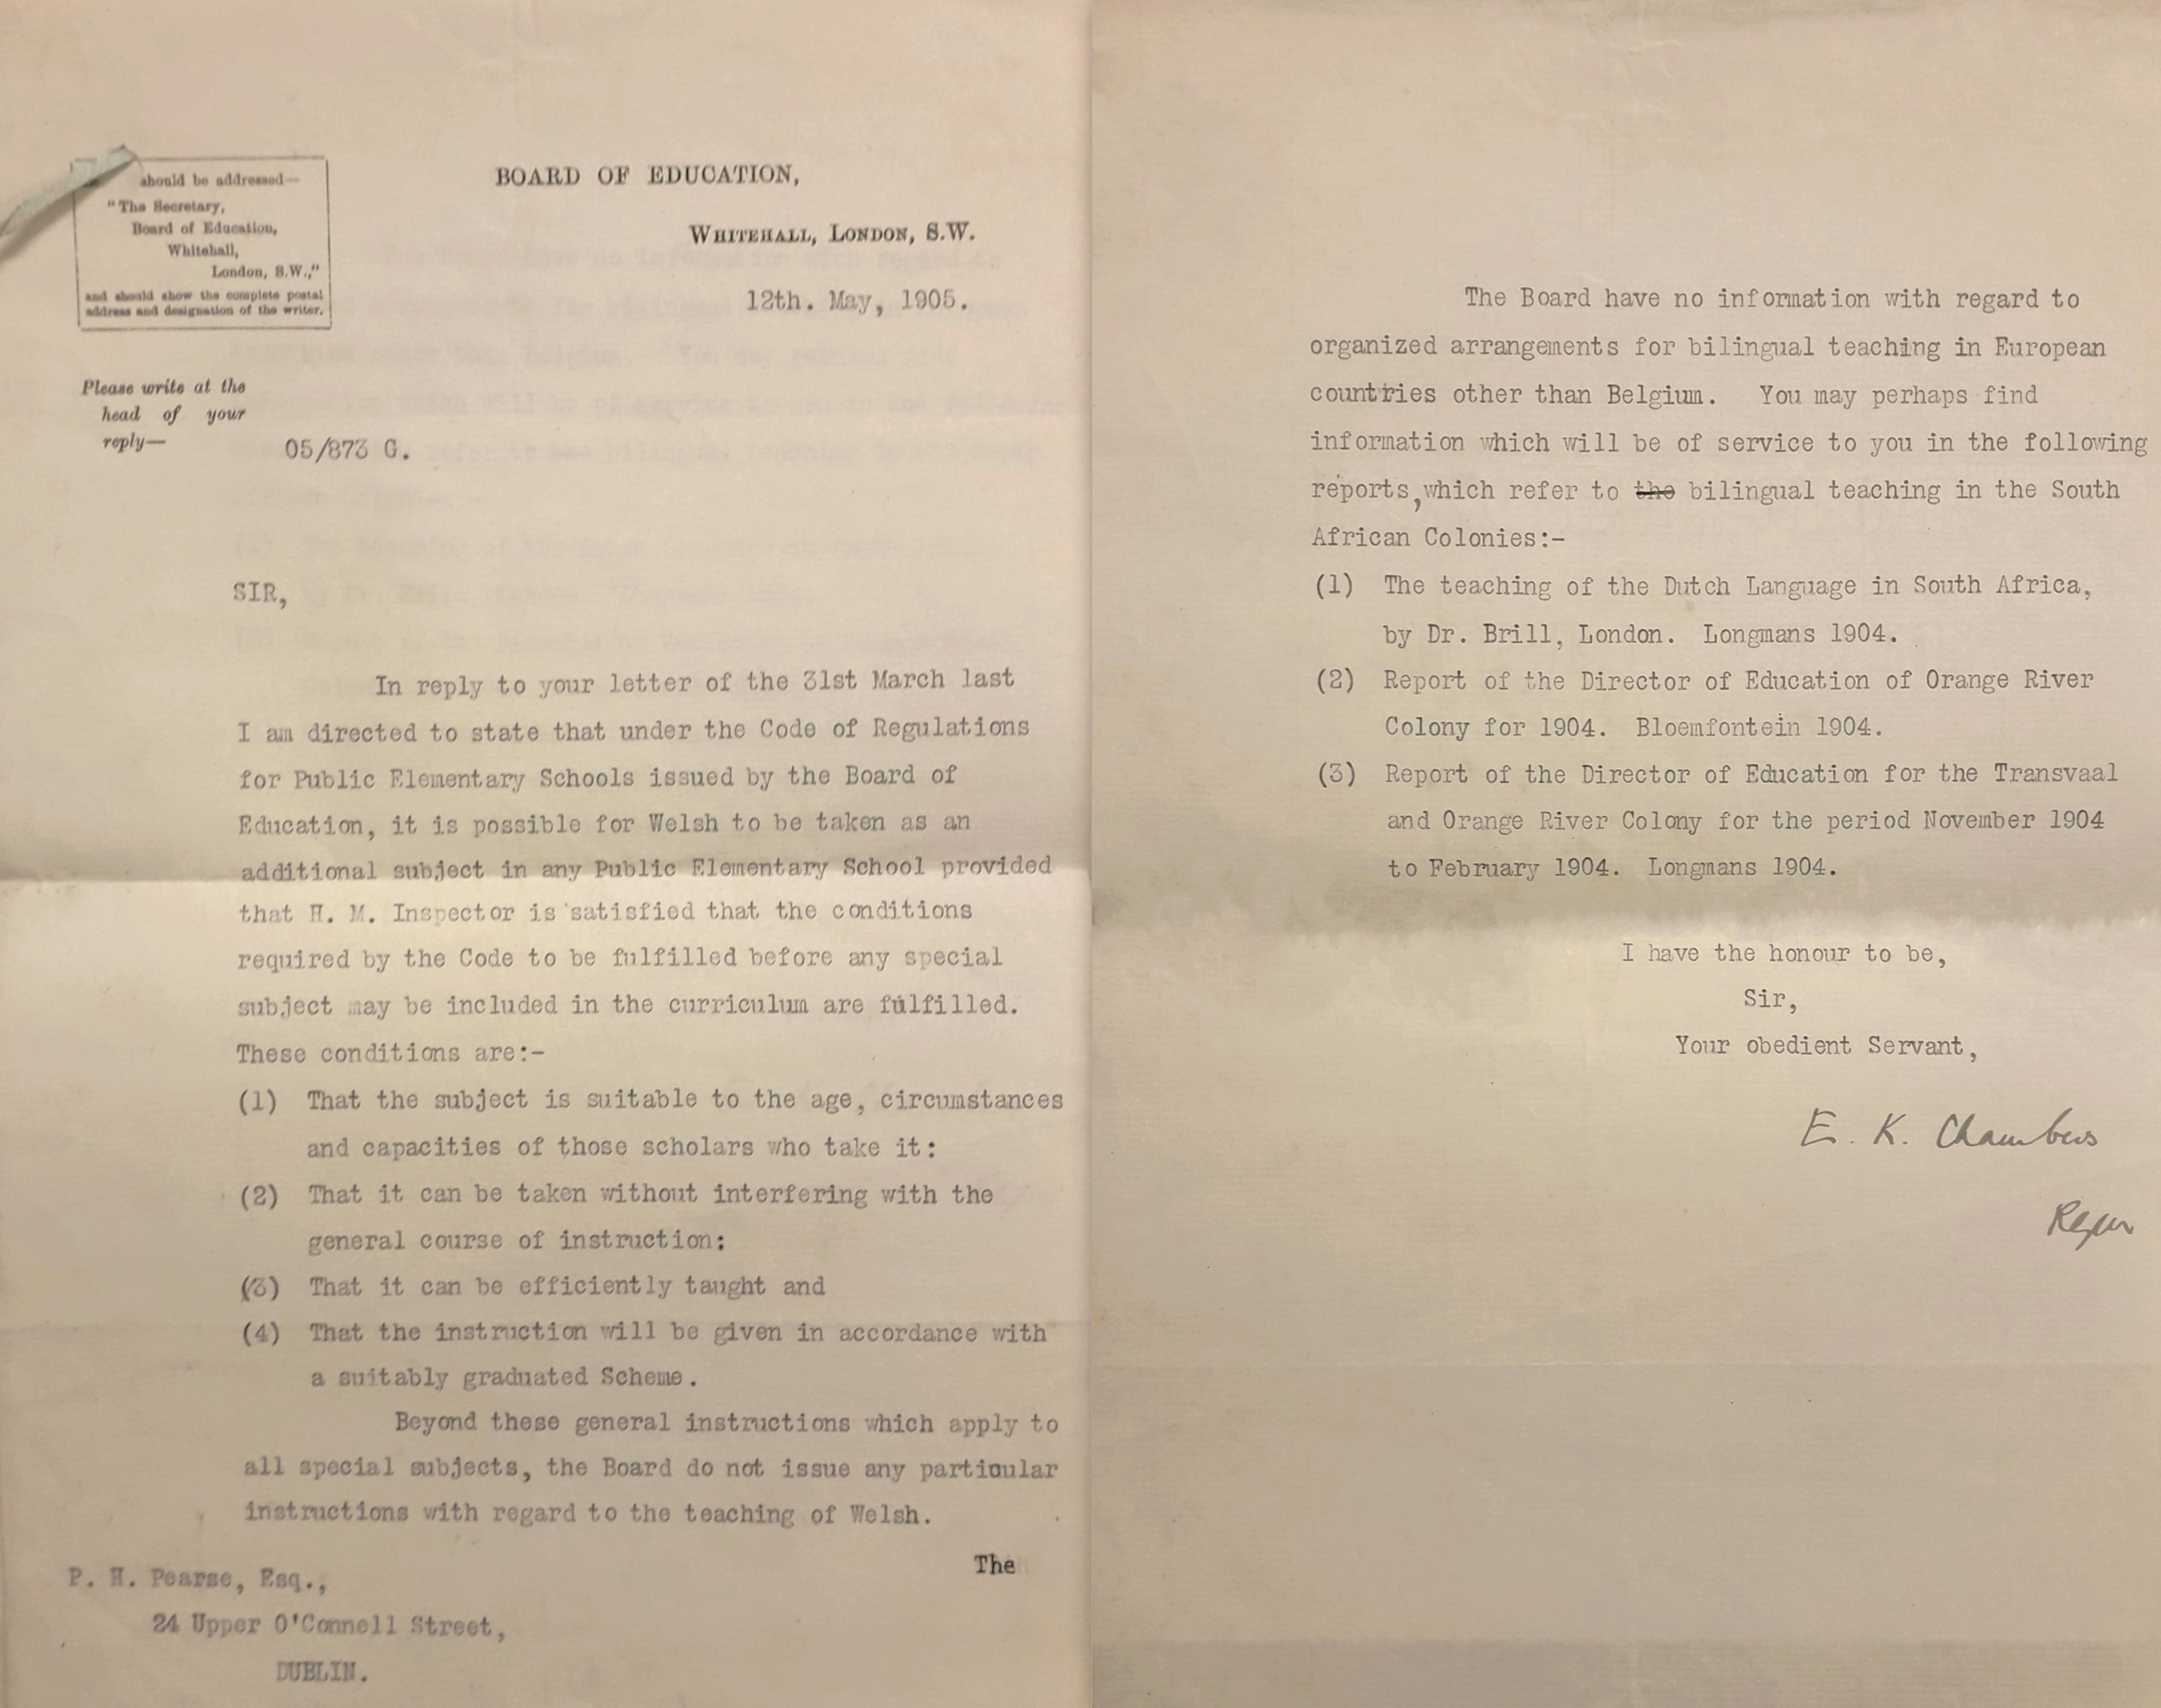 should be addressed—
"The Secretary,
Board of Education,
Whitehall,
London, S.W.,"
and should show the complete postal
address and designation of the writer.
BOARD OF EDUCATION,
WHITEHALL, LONDON, S.W.
12th. May, 1905.
Please write at the
head of your
reply—
05/873 G.
SIR,
In reply to your letter of the 31st March last
I am directed to state that under the Code of Regulations
for Public Elementary Schools issued by the Board of
Education, it is possible for Welsh to be taken as an
additional subject in any Public Elementary School provided
that H. M. Inspector is satisfied that the conditions
required by the Code to be fulfilled before any special
subject may be included in the curriculum are fulfilled.
These conditions are:-
(1) That the subject is suitable to the age, circumstances
and capacities of those scholars who take it:
(2) That it can be taken without interfering with the
general course of instruction:
(3) That it can be efficiently taught and
(4) That the instruction will be given in accordance with
a suitably graduated Scheme.
Beyond these general instructions which apply to
all special subjects, the Board do not issue any particular
instructions with regard to the teaching of Welsh.
The
P. H. Pearse, Esq.,
24 Upper O'Connell Street,
DUBLIN.
The Board have no information with regard to
organized arrangements for bilingual teaching in European
countries other than Belgium. You may perhaps find
information which will be of service to you in the following
reports, which refer to the bilingual teaching in the South
African Colonies:-
(1) The teaching of the Dutch Language in South Africa,
by Dr. Brill, London. Longmans 1904.
(2) Report of the Director of Education of Orange River
Colony for 1904. Bloemfontein 1904.
(3) Report of the Director of Education for the Transvaal
and Orange River Colony for the period November 1904
to February 1904. Longmans 1904.
I have the honour to be,
Sir,
Your obedient Servant,
E. K. Chambers